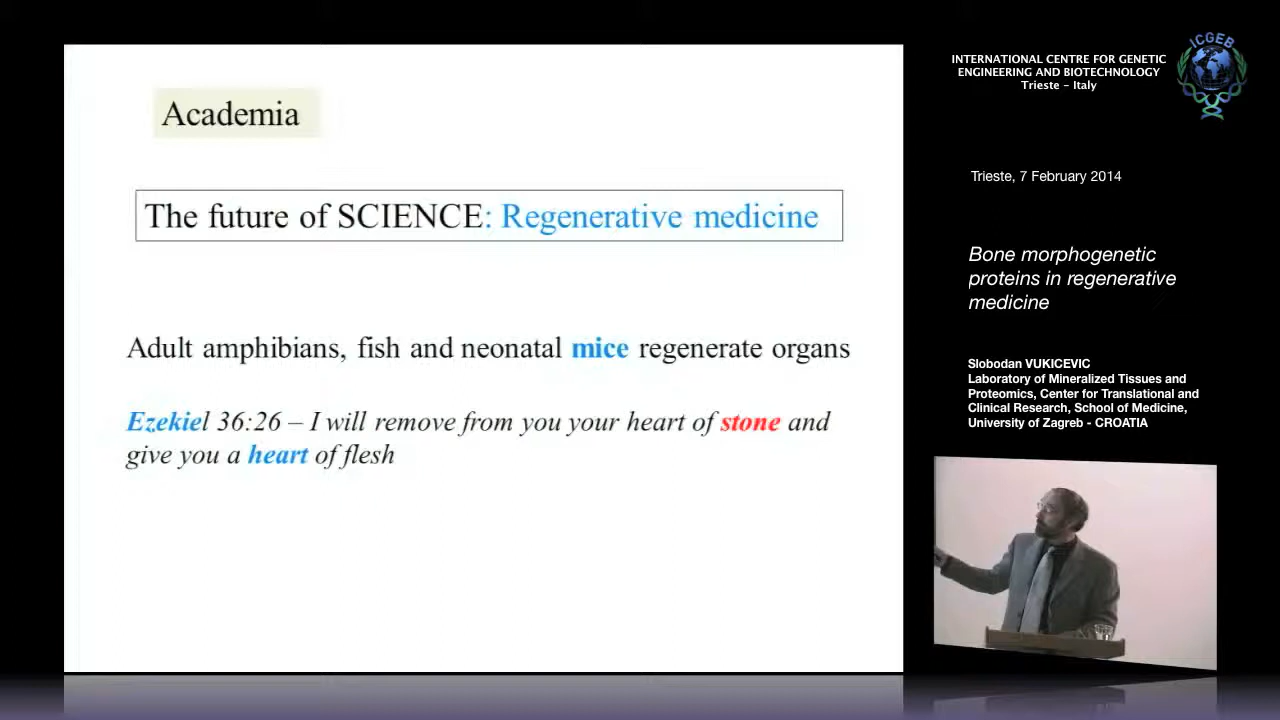 Academia
The future of SCIENCE: Regenerative medicine
Adult amphibians, fish and neonatal mice regenerate organs
Ezekiel 36:26 – I will remove from you your heart of stone and
give you a heart of flesh
INTERNATIONAL CENTRE FOR GENETIC
ENGINEERING AND BIOTECHNOLOGY
Trieste – Italy
ICGEB
Trieste, 7 February 2014
Bone morphogenetic
proteins in regenerative
medicine
Slobodan VUKICEVIC
Laboratory of Mineralized Tissues and
Proteomics, Center for Translational and
Clinical Research, School of Medicine,
University of Zagreb - CROATIA